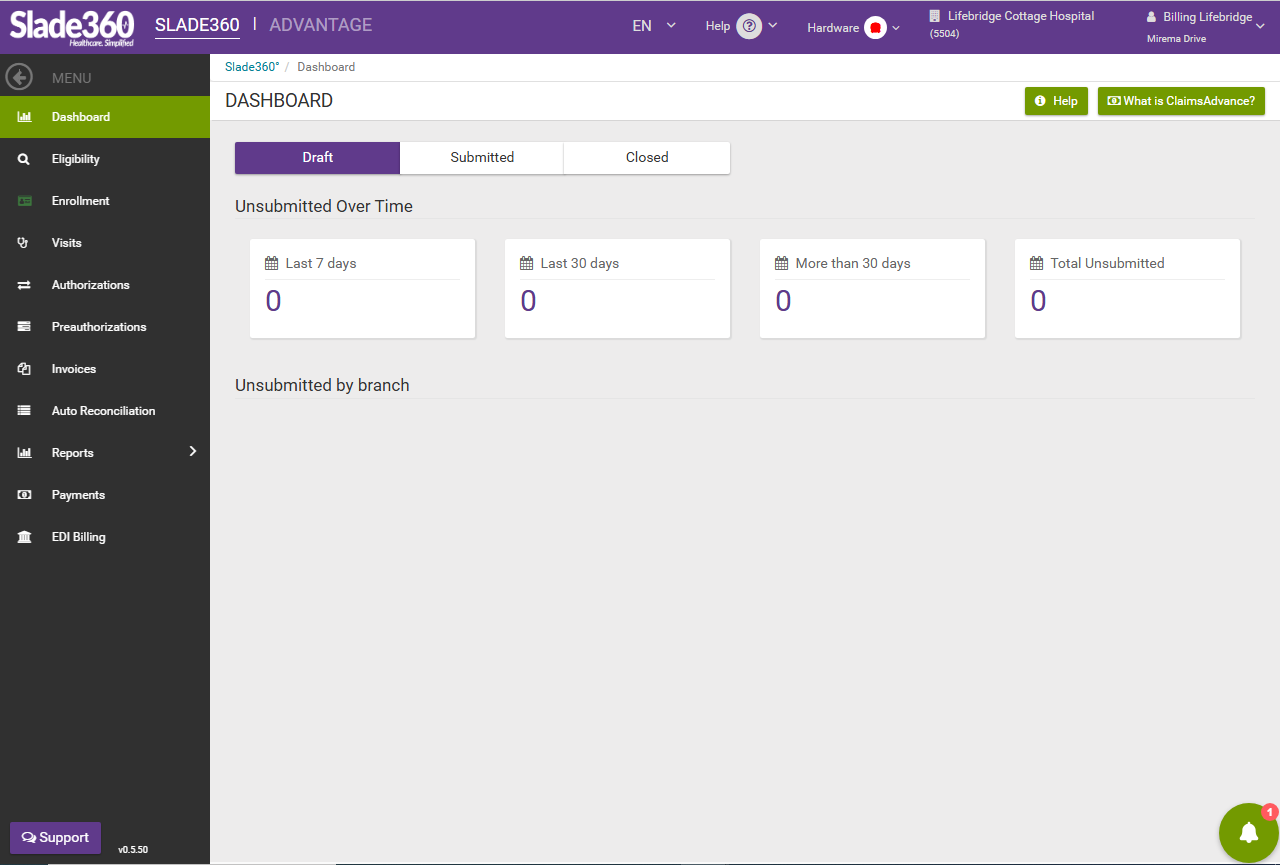 Slade360
Healthcare. Simplified
SLADE360 | ADVANTAGE
EN
Help
Hardware
Lifebridge Cottage Hospital
(5504)
Billing Lifebridge
Mirema Drive
MENU
Dashboard
Eligibility
Enrollment
Visits
Authorizations
Preauthorizations
Invoices
Auto Reconciliation
Reports
Payments
EDI Billing
Support
v0.5.50
Slade360° / Dashboard
DASHBOARD
Help
What is ClaimsAdvance?
Draft
Submitted
Closed
Unsubmitted Over Time
Last 7 days
0
Last 30 days
0
More than 30 days
0
Total Unsubmitted
0
Unsubmitted by branch
1